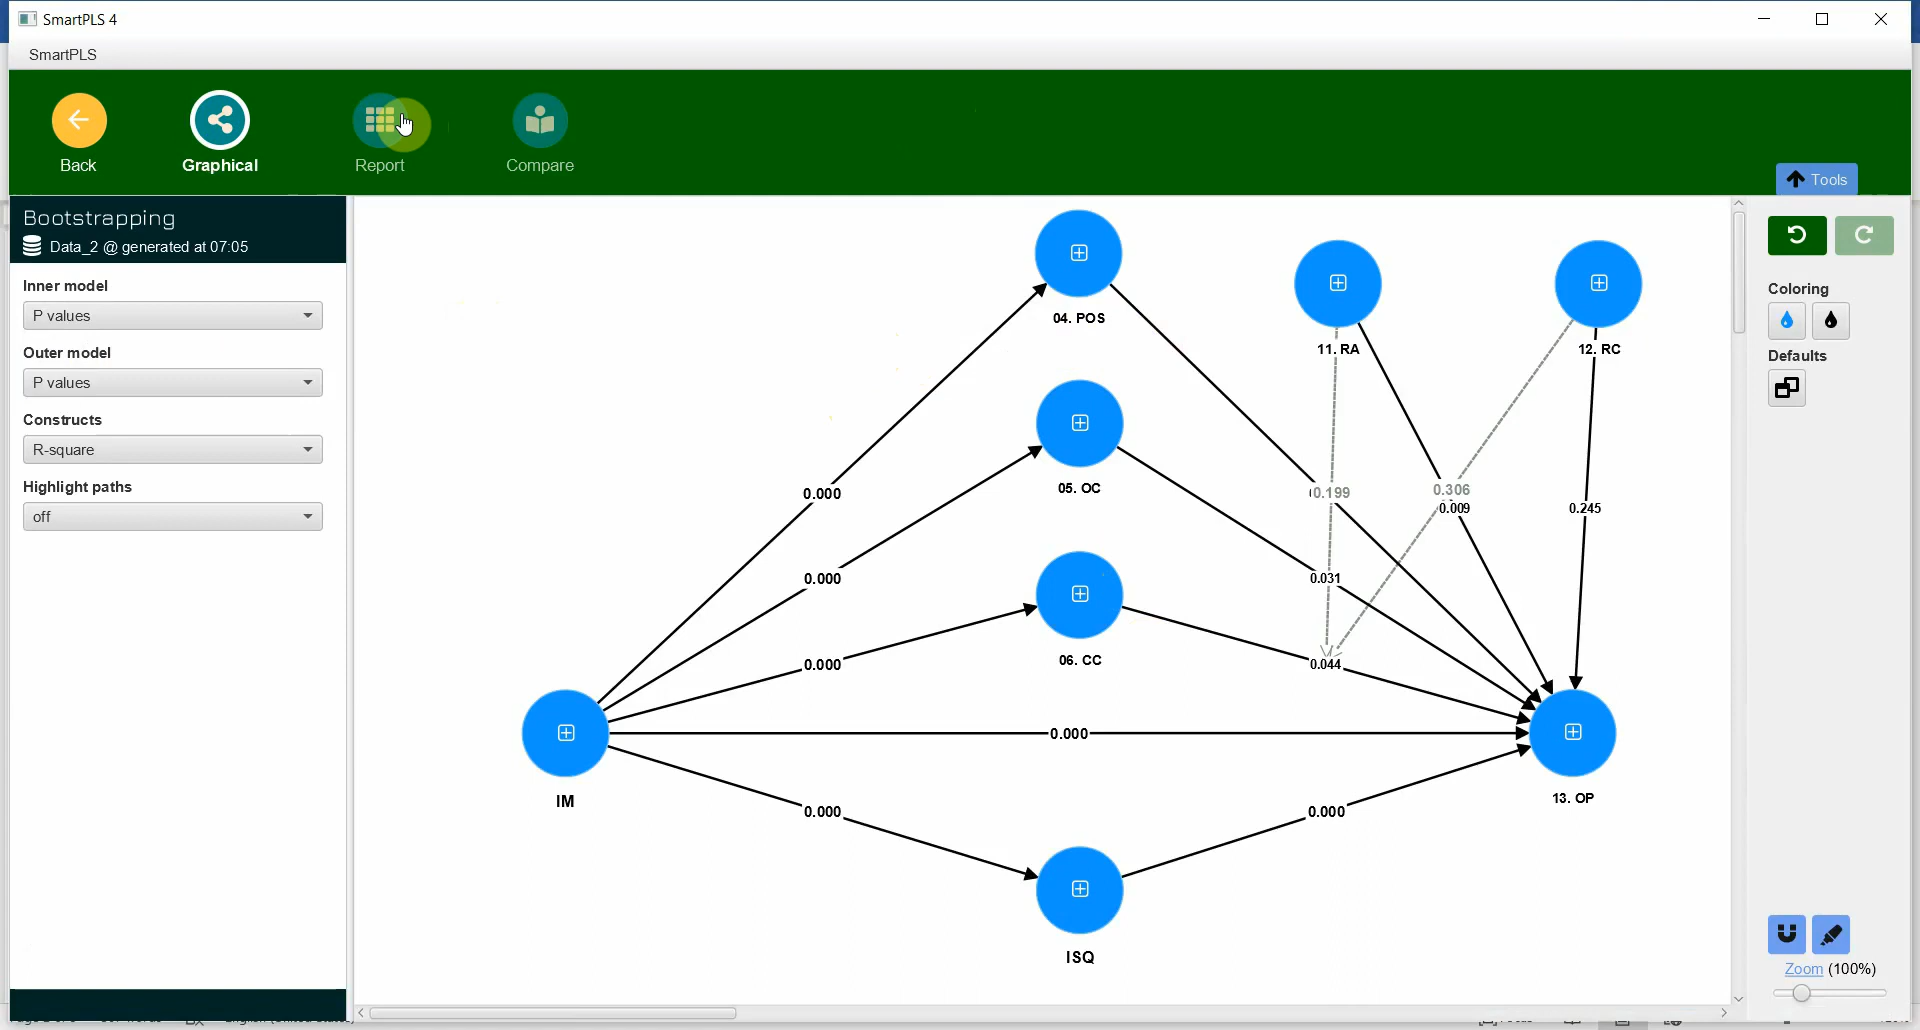 SmartPLS 4
SmartPLS
Back
Graphical
Report
Compare
Tools
Bootstrapping
Data_2 @ generated at 07:05
Inner model
P values
Outer model
P values
Constructs
R-square
Highlight paths
off
04. POS
11. RA
12. RC
05. OC
06. CC
IM
13. OP
ISQ
0.000
0.000
0.000
0.000
0.000
0.199
0.306
0.009
0.245
0.031
0.044
0.000
Coloring
Defaults
Zoom (100%)